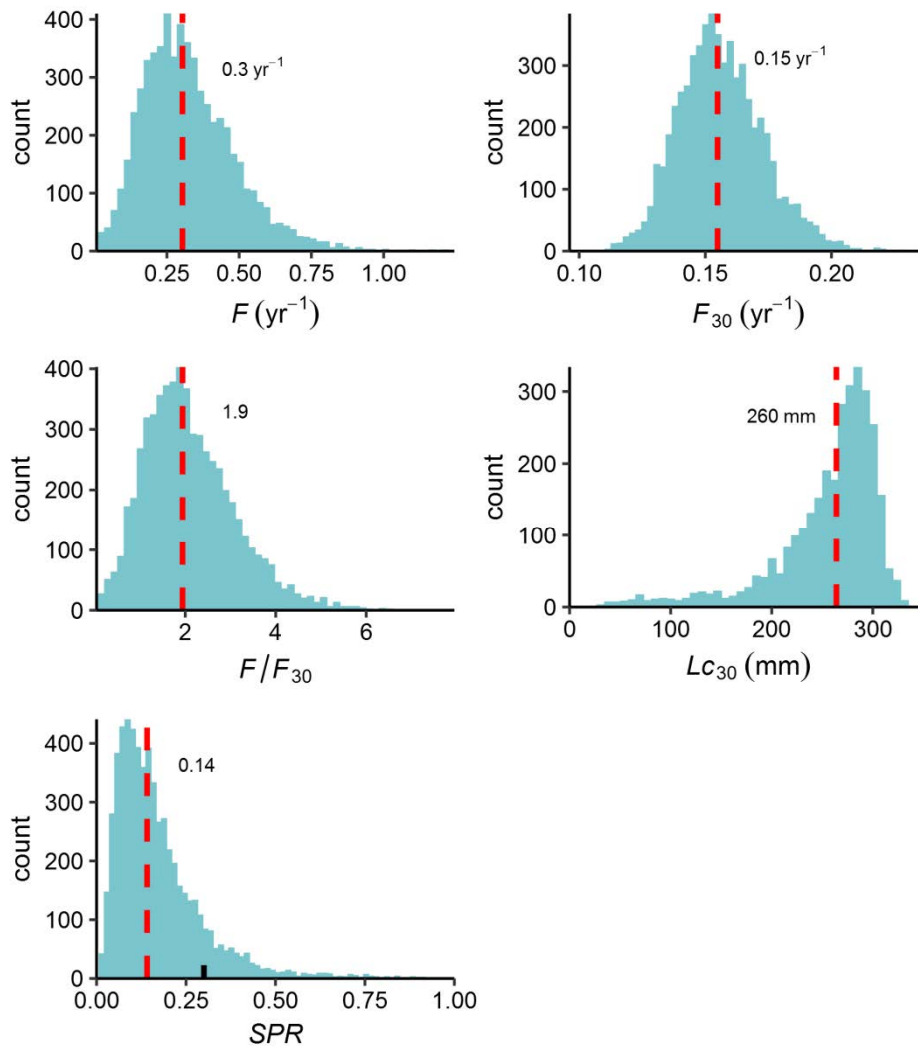 400
300
200
100
0
count
0.3 yr⁻¹
0.25 0.50 0.75 1.00
F (yr⁻¹)
300
200
100
0
count
0.15 yr⁻¹
0.10 0.15 0.20
F₃₀ (yr⁻¹)
400
300
200
100
0
count
1.9
2 4 6
F/F₃₀
300
200
100
0
count
260 mm
0 100 200 300
Lc₃₀ (mm)
400
300
200
100
0
count
0.14
0.00 0.25 0.50 0.75 1.00
SPR